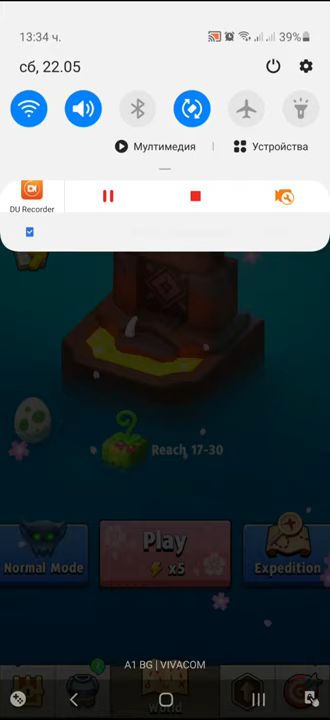 13:34 ч.
39%
сб, 22.05
Мултимедия
Устройства
DU Recorder
Reach 17-30
Normal Mode
Play
x5
Expedition
A1 BG | VIVACOM
World